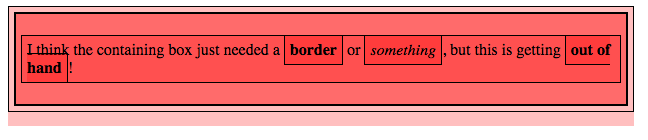 I think the containing box just needed a border or something, but this is getting out of
hand!